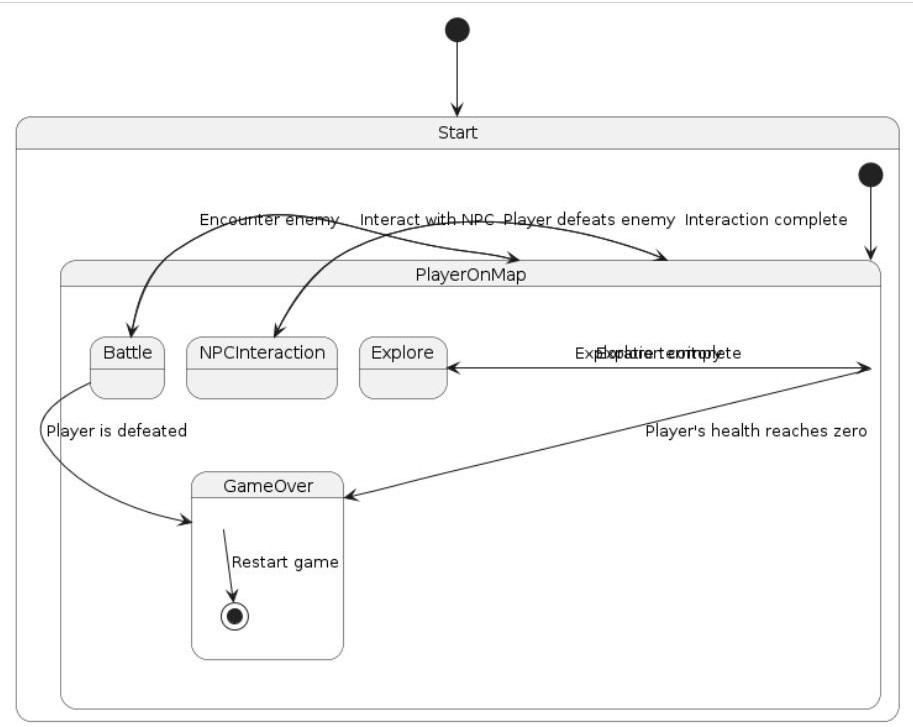 Start
Encounter enemy
Interact with NPC
Player defeats enemy
Interaction complete
PlayerOnMap
Battle
NPCInteraction
Explore
Player is defeated
Player's health reaches zero
GameOver
Restart game